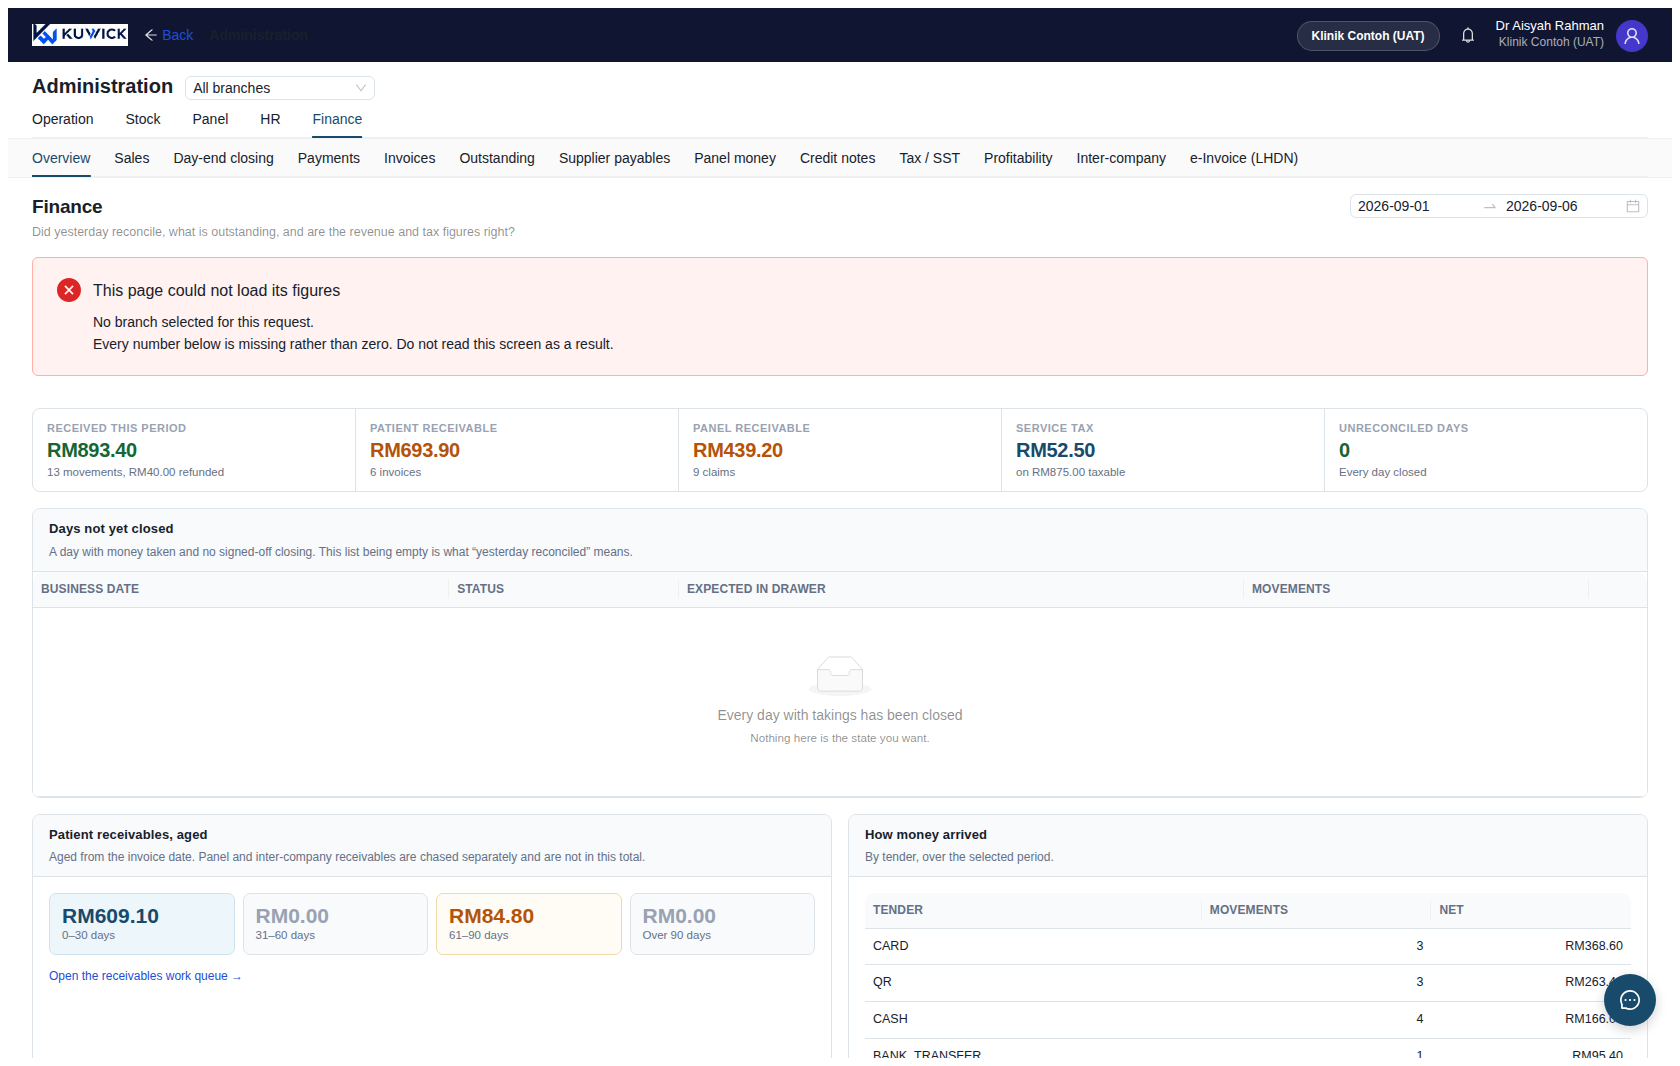 KUWICK
Back
Administration
Klinik Contoh (UAT)
Dr Aisyah Rahman
Klinik Contoh (UAT)
Administration
All branches
Operation Stock Panel HR Finance
Overview Sales Day-end closing Payments Invoices Outstanding Supplier payables Panel money Credit notes Tax / SST Profitability Inter-company e-Invoice (LHDN)
Finance
2026-09-01 → 2026-09-06
Did yesterday reconcile, what is outstanding, and are the revenue and tax figures right?
This page could not load its figures
No branch selected for this request.
Every number below is missing rather than zero. Do not read this screen as a result.
RECEIVED THIS PERIOD
RM893.40
13 movements, RM40.00 refunded
PATIENT RECEIVABLE
RM693.90
6 invoices
PANEL RECEIVABLE
RM439.20
9 claims
SERVICE TAX
RM52.50
on RM875.00 taxable
UNRECONCILED DAYS
0
Every day closed
Days not yet closed
A day with money taken and no signed-off closing. This list being empty is what “yesterday reconciled” means.
BUSINESS DATE STATUS EXPECTED IN DRAWER MOVEMENTS
Every day with takings has been closed
Nothing here is the state you want.
Patient receivables, aged
Aged from the invoice date. Panel and inter-company receivables are chased separately and are not in this total.
RM609.10
0–30 days
RM0.00
31–60 days
RM84.80
61–90 days
RM0.00
Over 90 days
Open the receivables work queue →
How money arrived
By tender, over the selected period.
TENDER MOVEMENTS NET
CARD 3 RM368.60
QR 3
CASH 4
BANK_TRANSFER 1 RM95.40